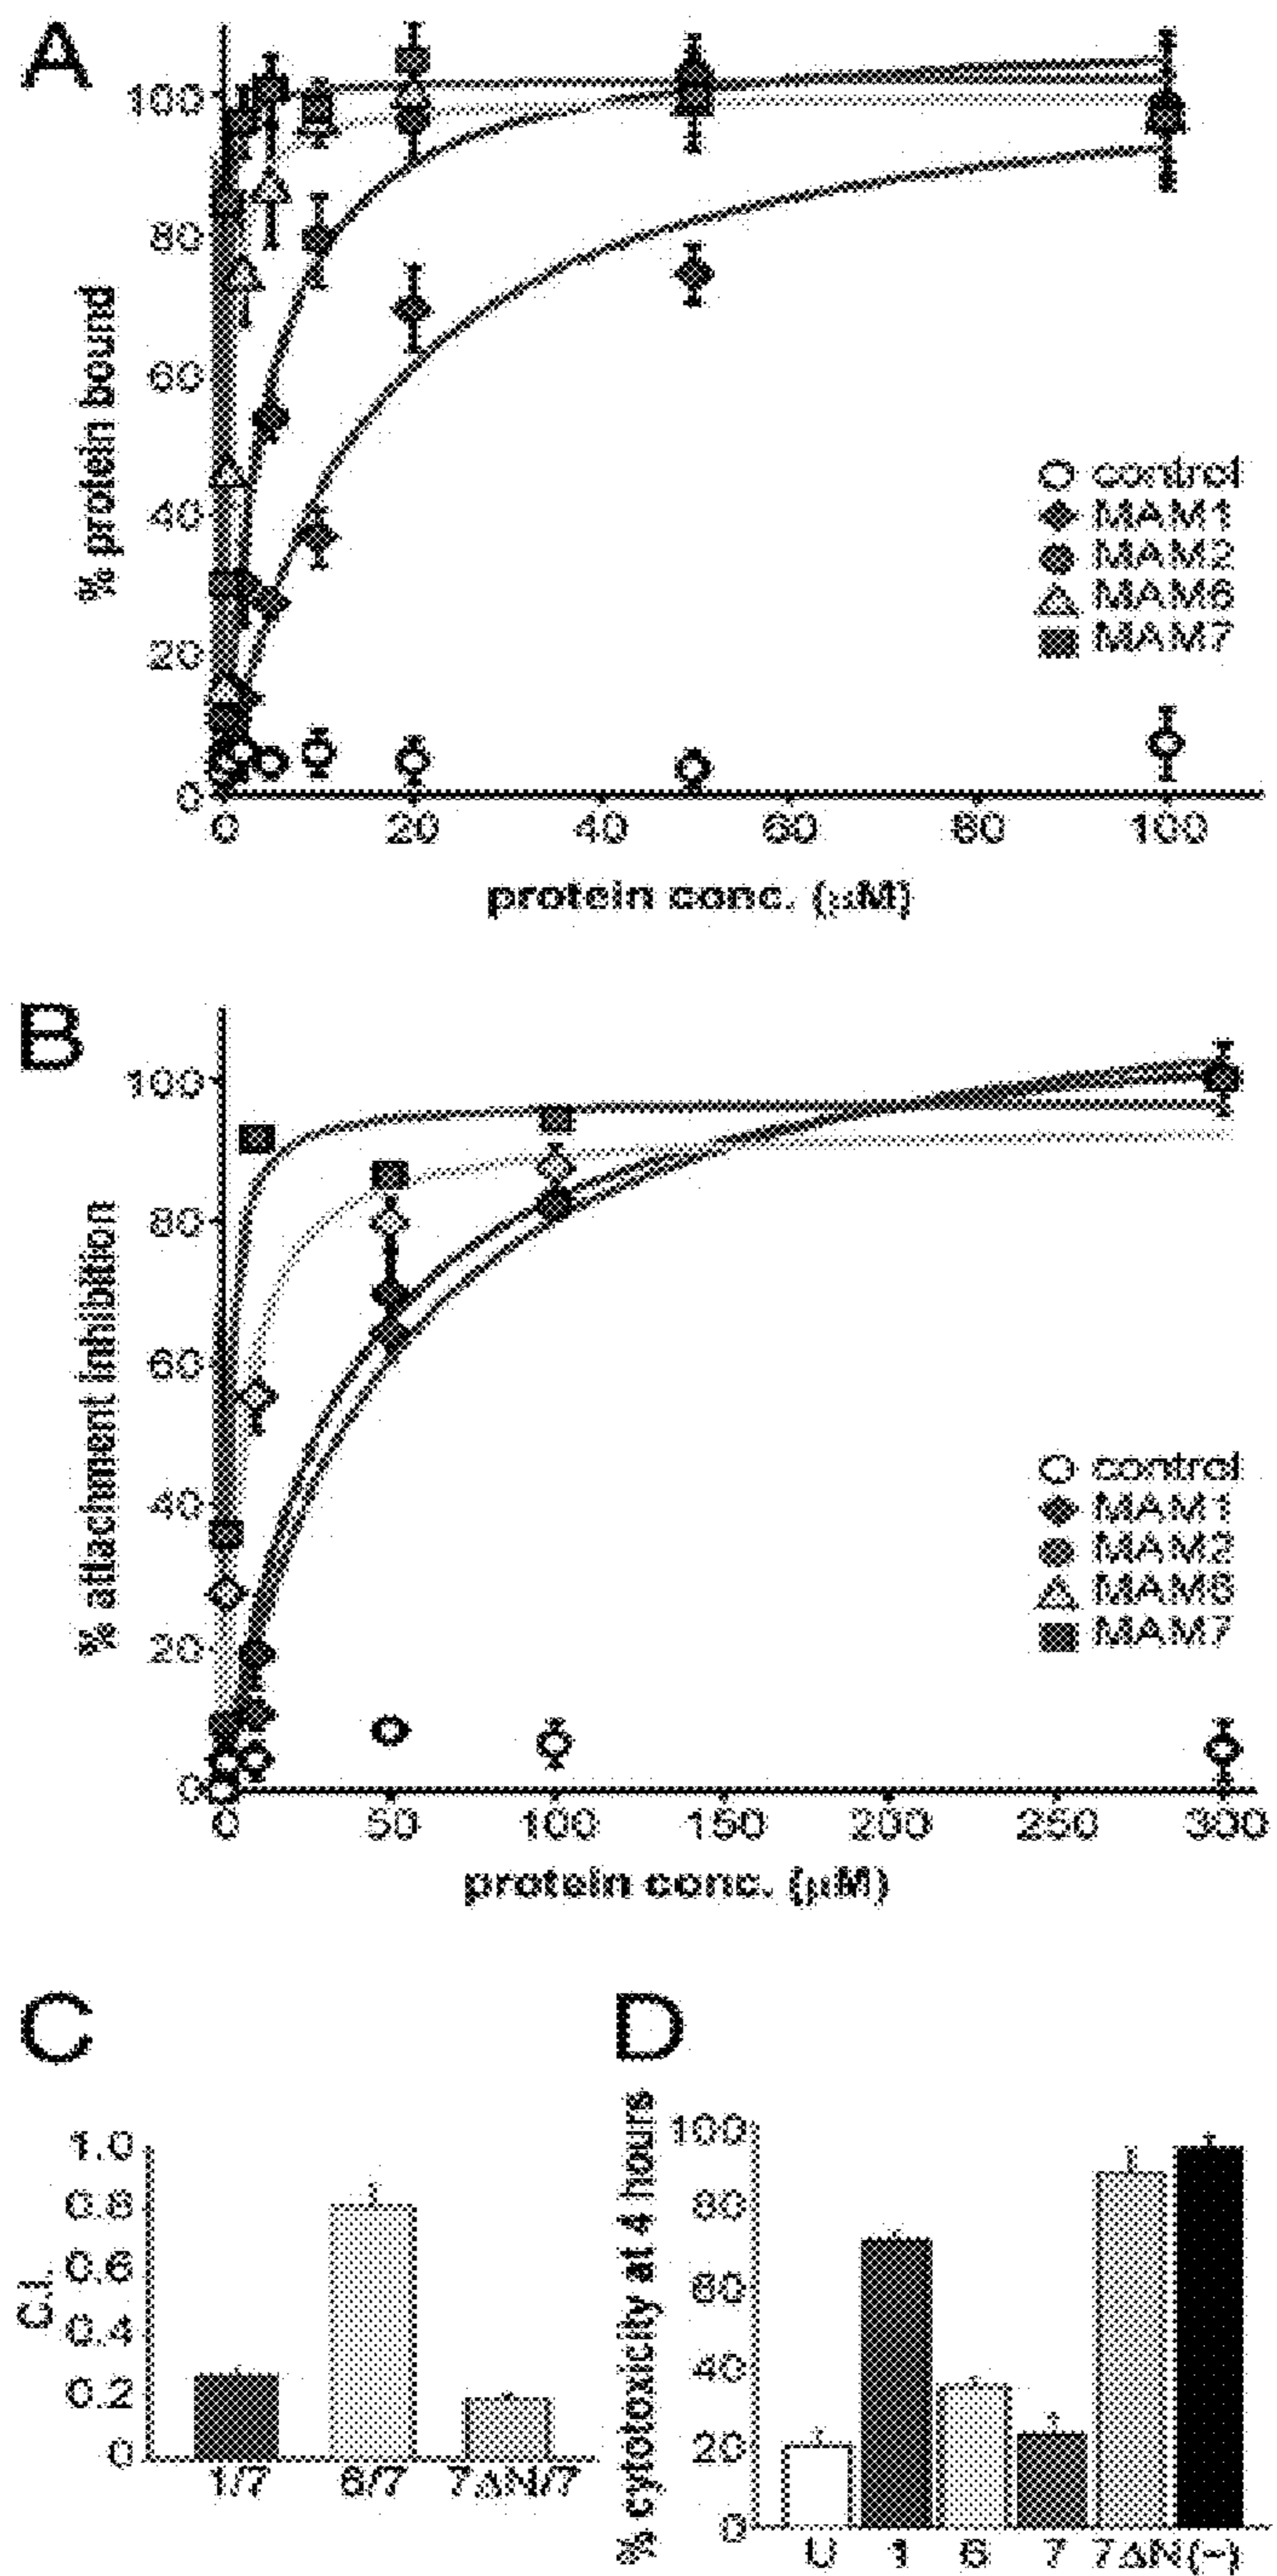 A
100
80
60
40
20
0
% protein bound
control
MAM1
MAM2
MAM6
MAM7
0 20 40 60 80 100
protein conc. (μM)
B
100
80
60
40
20
0
% attachment inhibition
control
MAM1
MAM2
MAM6
MAM7
0 50 100 150 200 250 300
protein conc. (μM)
C
C.I.
1.0
0.8
0.6
0.4
0.2
0
1/7 6/7 7ΔN/7
D
% cytotoxicity at 4 hours
100
80
60
40
20
0
U 1 6 7 7ΔN (-)